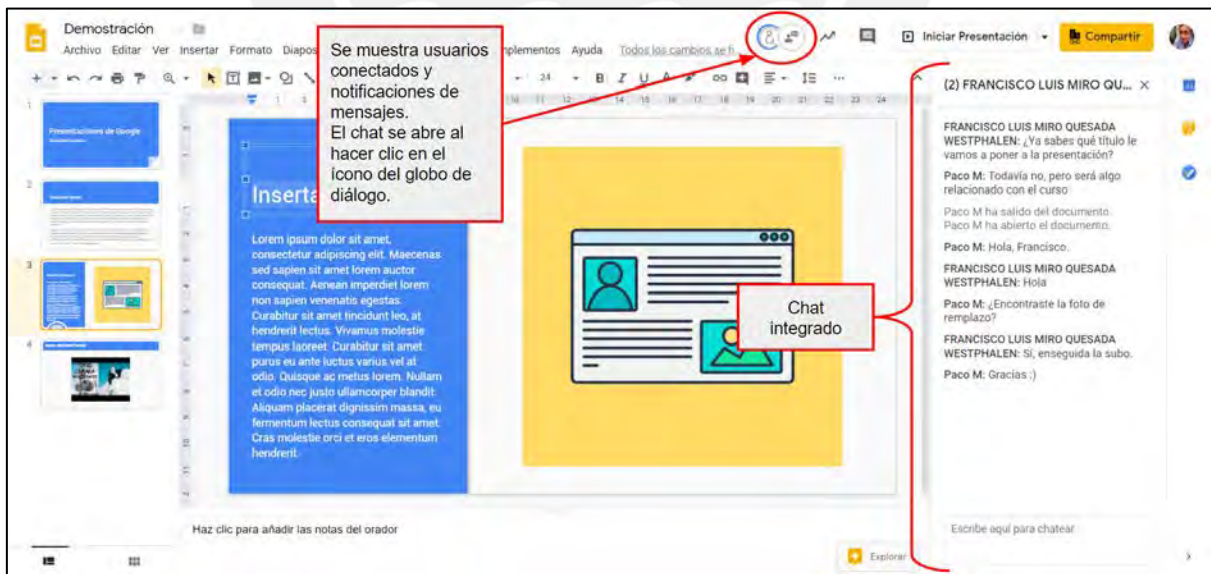 Demostración
Archivo Editar Ver Insertar Formato Diapos
mplementos Ayuda Todos los cambios se
Iniciar Presentación
Compartir
24
B I U A
Se muestra usuarios
conectados y
notificaciones de
mensajes.
El chat se abre al
hacer clic en el
ícono del globo de
diálogo.
1
Presentaciones de Google
2
3
4
Inserta
Lorem ipsum dolor sit amet,
consectetur adipiscing elit. Maecenas
sed sapien sit amet lorem auctor
consequat. Aenean imperdiet lorem
non sapien venenatis egestas.
Curabitur sit amet tincidunt leo, at
hendrerit lectus. Vivamus molestie
tempus laoreet. Curabitur sit amet
purus eu ante luctus varius vel at
odio. Quisque ac metus lorem. Nullam
et odio nec justo ullamcorper blandit.
Aliquam placerat dignissim massa, eu
fermentum lectus consequat sit amet.
Cras molestie orci et eros elementum
hendrerit.
Chat
integrado
(2) FRANCISCO LUIS MIRO QU...
FRANCISCO LUIS MIRO QUESADA
WESTPHALEN: ¿Ya sabes qué título le
vamos a poner a la presentación?
Paco M: Todavía no, pero será algo
relacionado con el curso
Paco M ha salido del documento.
Paco M ha abierto el documento.
Paco M: Hola, Francisco.
FRANCISCO LUIS MIRO QUESADA
WESTPHALEN: Hola
Paco M: ¿Encontraste la foto de
remplazo?
FRANCISCO LUIS MIRO QUESADA
WESTPHALEN: Sí, enseguida la subo.
Paco M: Gracias :)
Escribe aquí para chatear
Haz clic para añadir las notas del orador
Explorar